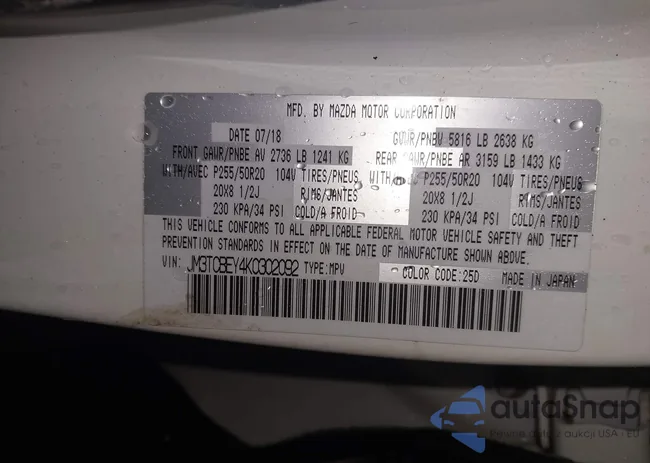 MFD. BY MAZDA MOTOR CORPORATION
DATE 07/18 GVWR/PNBV 5816 LB 2638 KG
FRONT GAWR/PNBE AV 2736 LB 1241 KG REAR GAWR/PNBE AR 3159 LB 1433 KG
WITH/AVEC P255/50R20 104V TIRES/PNEUS P255/50R20 104V TIRES/PNEUS
20X8 1/2J RIMS/JANTES 20X8 1/2J RIMS/JANTES
230 KPA/34 PSI COLD/A FROID 230 KPA/34 PSI COLD/A FROID
THIS VEHICLE CONFORMS TO ALL APPLICABLE FEDERAL MOTOR VEHICLE SAFETY AND THEFT
PREVENTION STANDARDS IN EFFECT ON THE DATE OF MANUFACTURE SHOWN ABOVE.
VIN: JM3TCBEY4K0302092 TYPE:MPV COLOR CODE:25D MADE IN JAPAN
autoSnap
Pełne dane z aukcji USA - EU